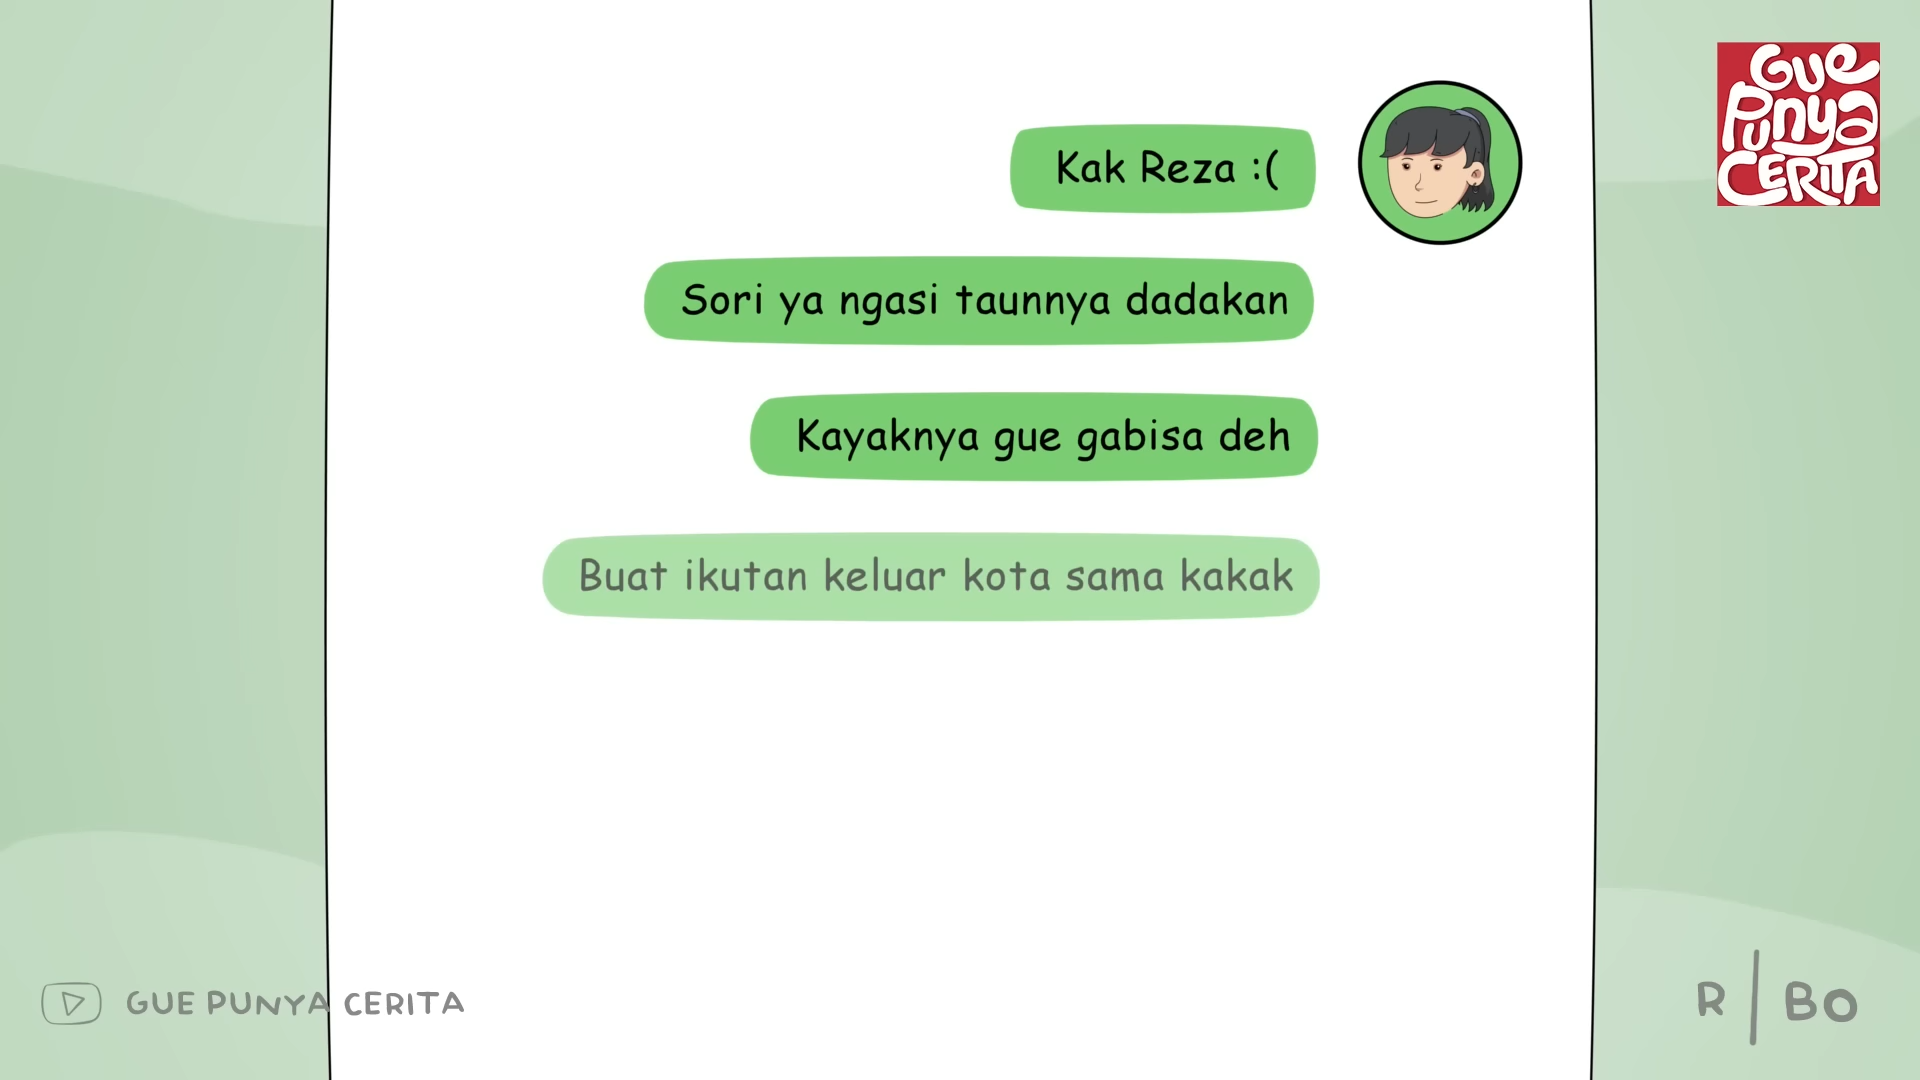 Gue
Punya
CERITA
Kak Reza :(
Sori ya ngasi taunnya dadakan
Kayaknya gue gabisa deh
Buat ikutan keluar kota sama kakak
GUE PUNYA CERITA
R | BO